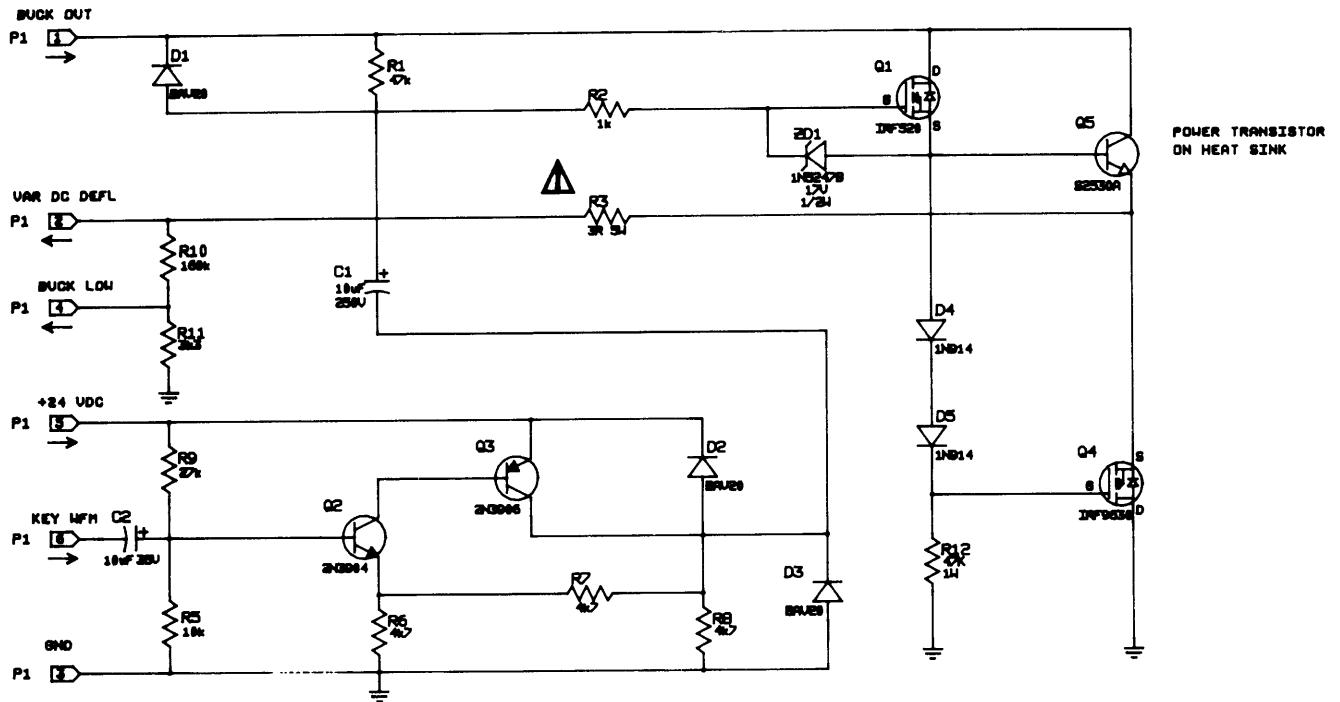 BUCK OUT
P1 1
D1
BAV20
R1
47k
R2
1k
Q1
D
G
S
IRF520
Q5
S2530A
POWER TRANSISTOR
ON HEAT SINK
ZD1
1N5247B
17V
1/2W
VAR DC DEFL
P1 2
R3
3R 5W
R10
160k
BUCK LOW
P1 4
R11
C1
+
10uF
250V
D4
1N914
+24 VDC
P1 5
R9
27k
Q3
2N3906
D2
BAV20
D5
1N914
Q4
S
G
D
IRF9630
KEY WFM
P1 6
C2
+
10uF 35V
Q2
2N3904
R7
4k7
D3
BAV20
R12
47K
1W
R5
10k
R6
4k7
R8
4k7
GND
P1 3